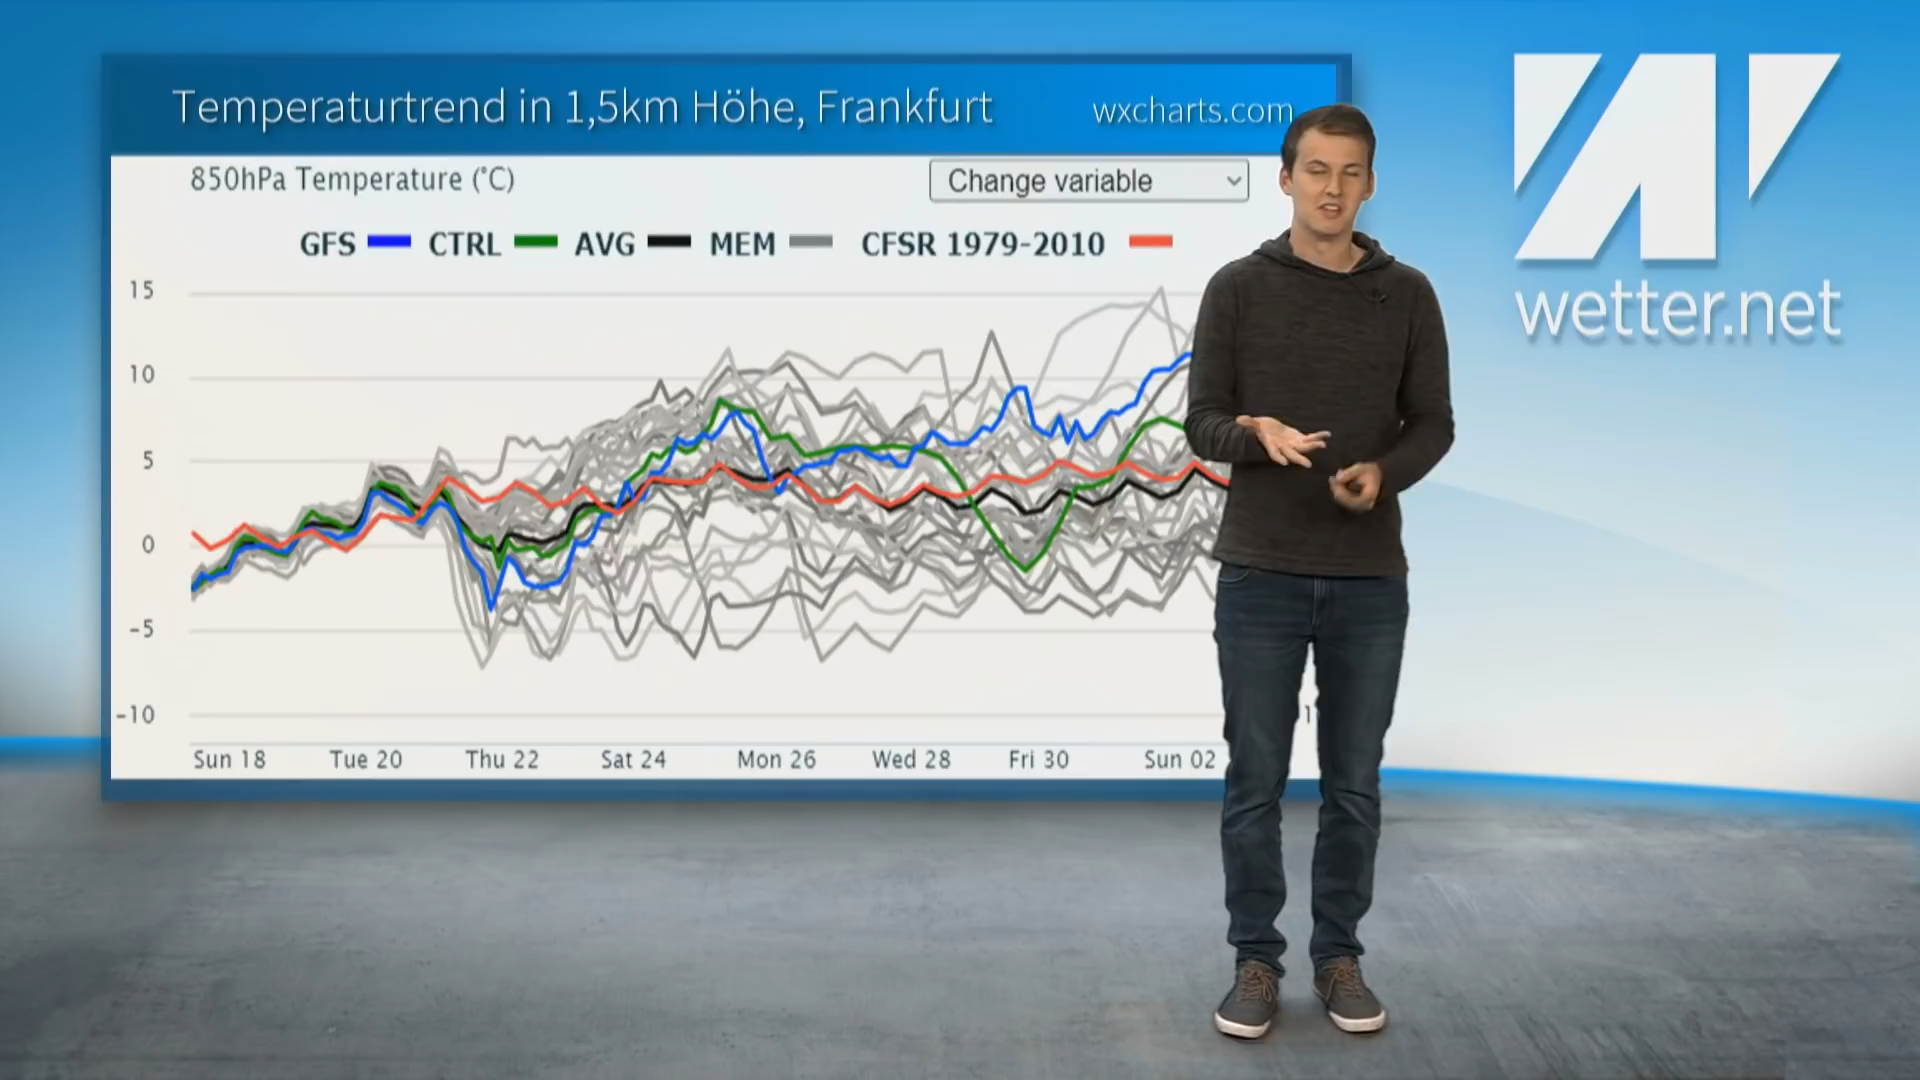 Temperaturtrend in 1,5km Höhe, Frankfurt
wxcharts.com
850hPa Temperature (°C)
Change variable
GFS CTRL AVG MEM CFSR 1979-2010
15
10
5
0
-5
-10
Sun 18 Tue 20 Thu 22 Sat 24 Mon 26 Wed 28 Fri 30 Sun 02
wetter.net